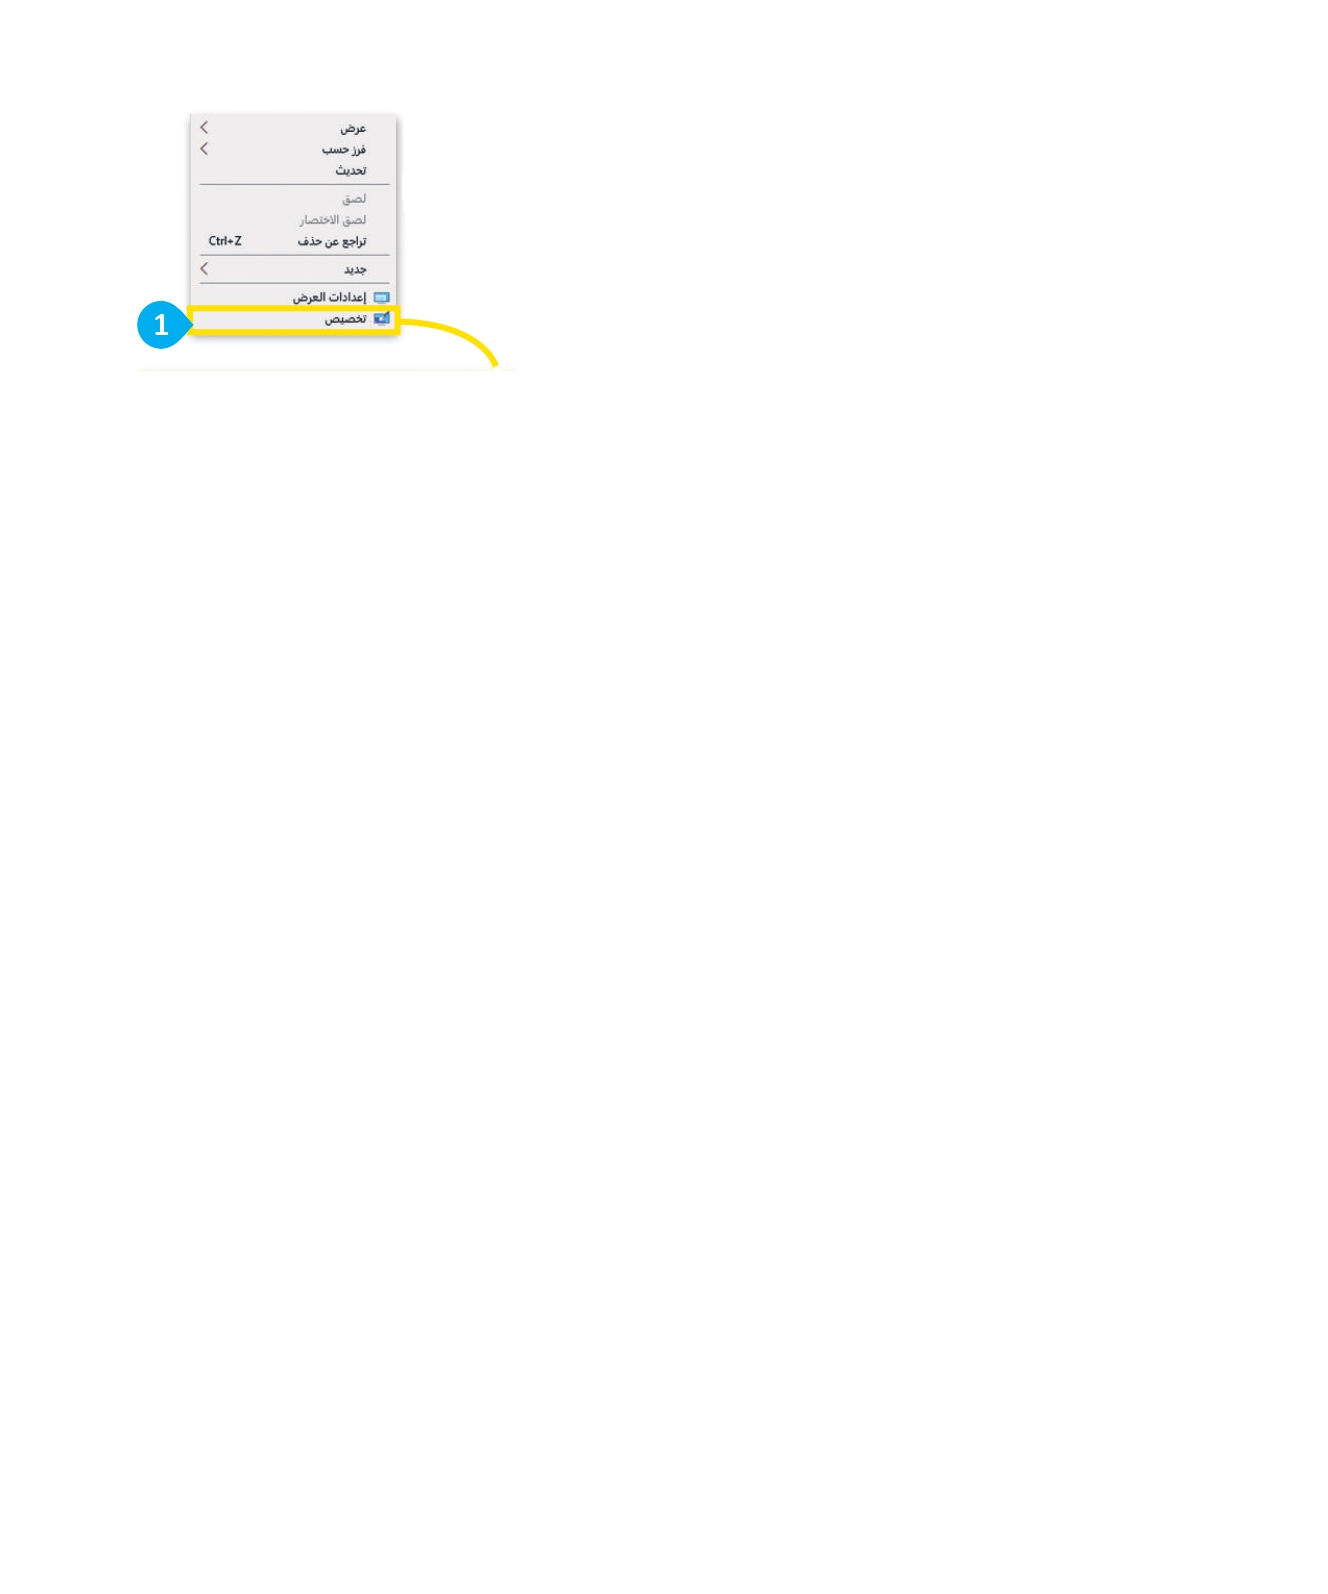 عرض
فرز حسب
تحديث
لصق
لصق الاختصار
تراجع عن حذف Ctrl+Z
جديد
إعدادات العرض
تخصيص
1